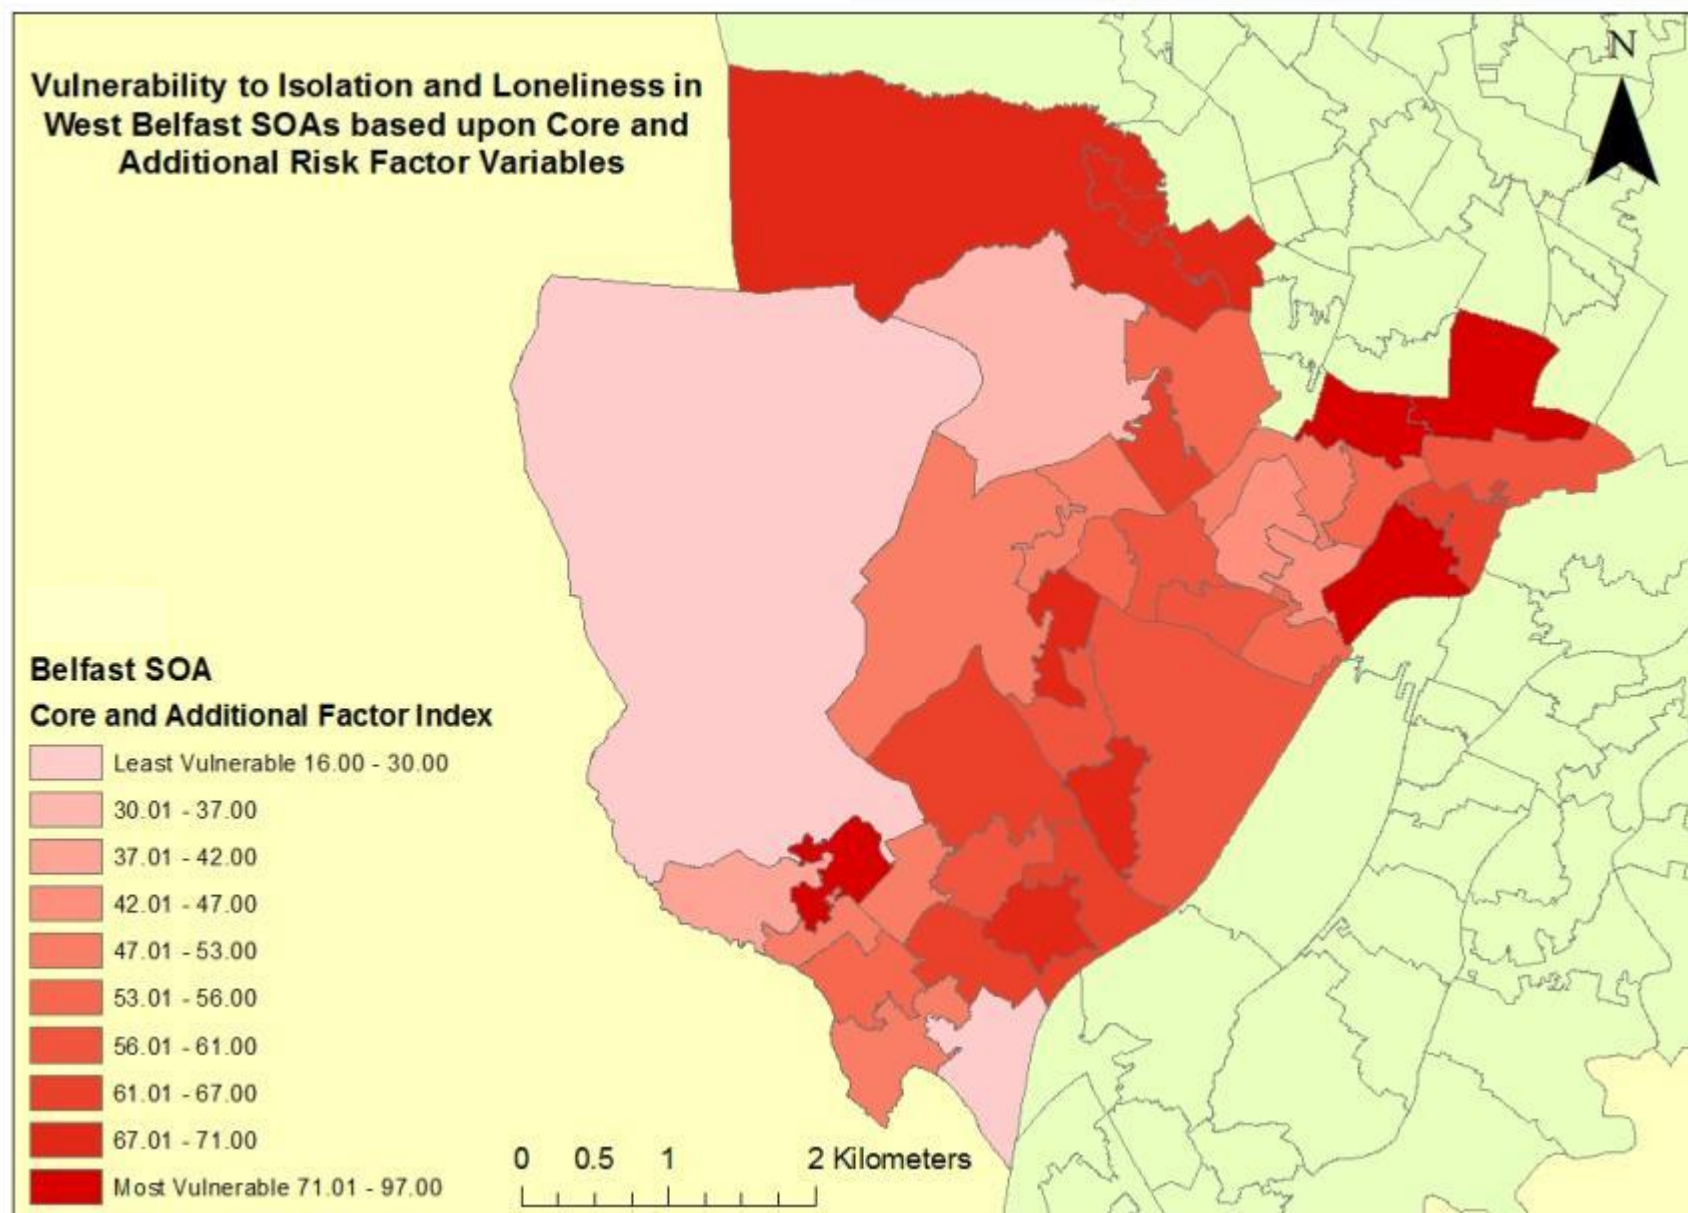 Vulnerability to Isolation and Loneliness in
West Belfast SOAs based upon Core and
Additional Risk Factor Variables
N
Belfast SOA
Core and Additional Factor Index
Least Vulnerable 16.00 - 30.00
30.01 - 37.00
37.01 - 42.00
42.01 - 47.00
47.01 - 53.00
53.01 - 56.00
56.01 - 61.00
61.01 - 67.00
67.01 - 71.00
Most Vulnerable 71.01 - 97.00
0 0.5 1 2 Kilometers